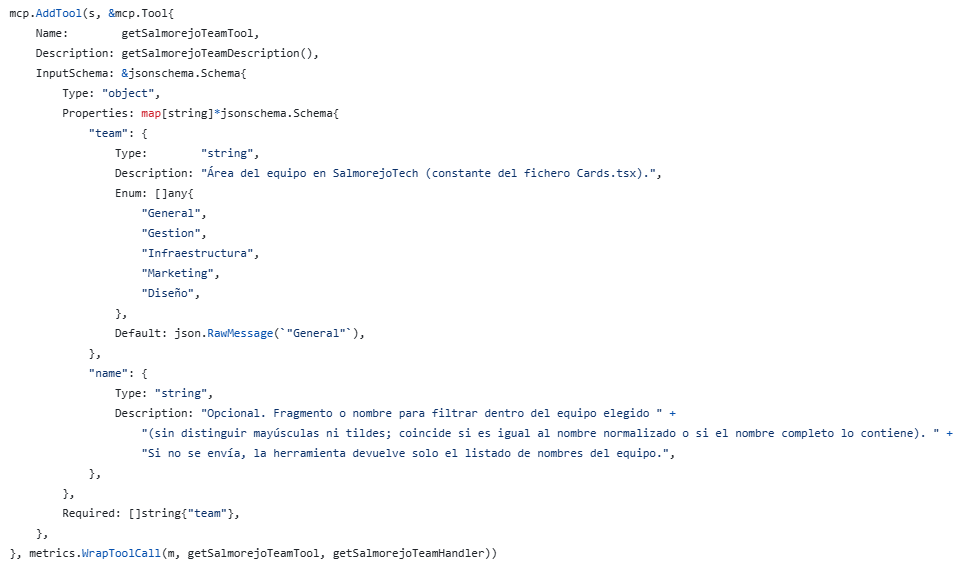 mcp.AddTool(s, &mcp.Tool{
    Name:        getSalmorejoTeamTool,
    Description: getSalmorejoTeamDescription(),
    InputSchema: &jsonschema.Schema{
        Type: "object",
        Properties: map[string]*jsonschema.Schema{
            "team": {
                Type:        "string",
                Description: "Área del equipo en SalmorejoTech (constante del fichero Cards.tsx).",
                Enum: []any{
                    "General",
                    "Gestion",
                    "Infraestructura",
                    "Marketing",
                    "Diseño",
                },
                Default: json.RawMessage(`"General"`),
            },
            "name": {
                Type: "string",
                Description: "Opcional. Fragmento o nombre para filtrar dentro del equipo elegido " +
                    "(sin distinguir mayúsculas ni tildes; coincide si es igual al nombre normalizado o si el nombre completo lo contiene). " +
                    "Si no se envía, la herramienta devuelve solo el listado de nombres del equipo.",
            },
        },
        Required: []string{"team"},
    },
}, metrics.WrapToolCall(m, getSalmorejoTeamTool, getSalmorejoTeamHandler))